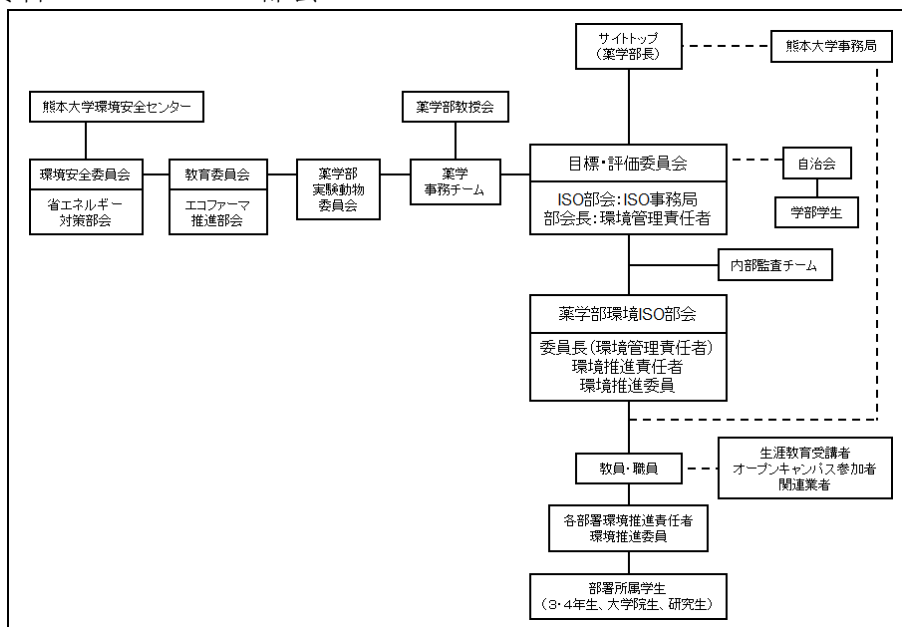 サイトトップ
（薬学部長）
熊本大学事務局
熊本大学環境安全センター
薬学部教授会
環境安全委員会
省エネルギー
対策部会
教育委員会
エコファーマ
推進部会
薬学部
実験動物
委員会
薬学
事務チーム
目標・評価委員会
ISO部会：ISO事務局
部会長：環境管理責任者
自治会
学部学生
内部監査チーム
薬学部環境ISO部会
委員長（環境管理責任者）
環境推進責任者
環境推進委員
教員・職員
生涯教育受講者
オープンキャンパス参加者
関連業者
各部署環境推進責任者
環境推進委員
部署所属学生
（3・4年生、大学院生、研究生）